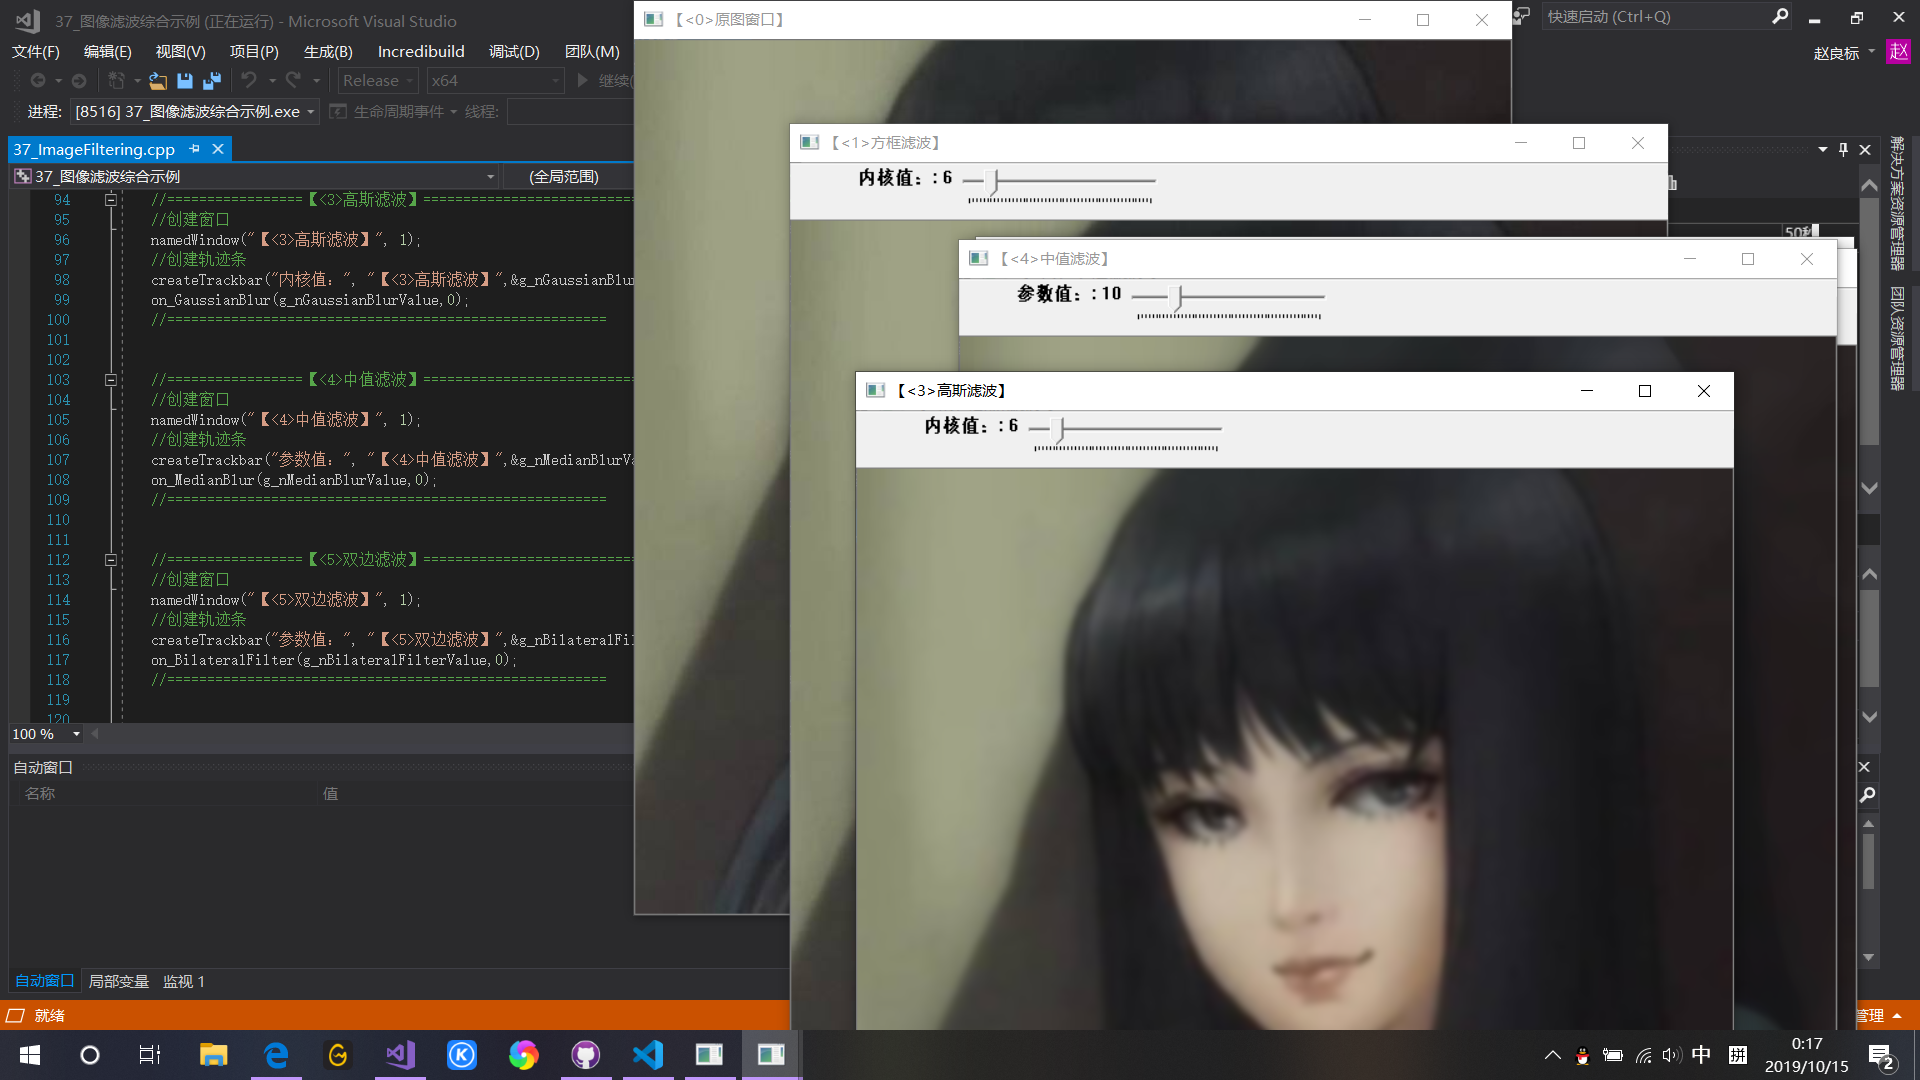 37_图像滤波综合示例 (正在运行) - Microsoft Visual Studio
快速启动 (Ctrl+Q)
文件(F) 编辑(E) 视图(V) 项目(P) 生成(B) Incredibuild 调试(D) 团队(M)
赵良标 赵
Release x64 继续(
进程: [8516] 37_图像滤波综合示例.exe 生命周期事件 线程:
37_ImageFiltering.cpp
37_图像滤波综合示例 (全局范围)
94 //=================【<3>高斯滤波】===========================
95 //创建窗口
96 namedWindow("【<3>高斯滤波】", 1);
97 //创建轨迹条
98 createTrackbar("内核值：", "【<3>高斯滤波】",&g_nGaussianBlur
99 on_GaussianBlur(g_nGaussianBlurValue,0);
100 //=======================================================
101
102
103 //=================【<4>中值滤波】===========================
104 //创建窗口
105 namedWindow("【<4>中值滤波】", 1);
106 //创建轨迹条
107 createTrackbar("参数值：", "【<4>中值滤波】",&g_nMedianBlurVa
108 on_MedianBlur(g_nMedianBlurValue,0);
109 //=======================================================
110
111
112 //=================【<5>双边滤波】===========================
113 //创建窗口
114 namedWindow("【<5>双边滤波】", 1);
115 //创建轨迹条
116 createTrackbar("参数值：", "【<5>双边滤波】",&g_nBilateralFil
117 on_BilateralFilter(g_nBilateralFilterValue,0);
118 //=======================================================
119
120
100 %
自动窗口
名称 值
自动窗口 局部变量 监视 1
就绪
【<0>原图窗口】
【<1>方框滤波】
内核值：: 6
【<4>中值滤波】
参数值：: 10
【<3>高斯滤波】
内核值：: 6
解决方案资源管理器
团队资源管理器
管理
中 拼
0:17
2019/10/15
2